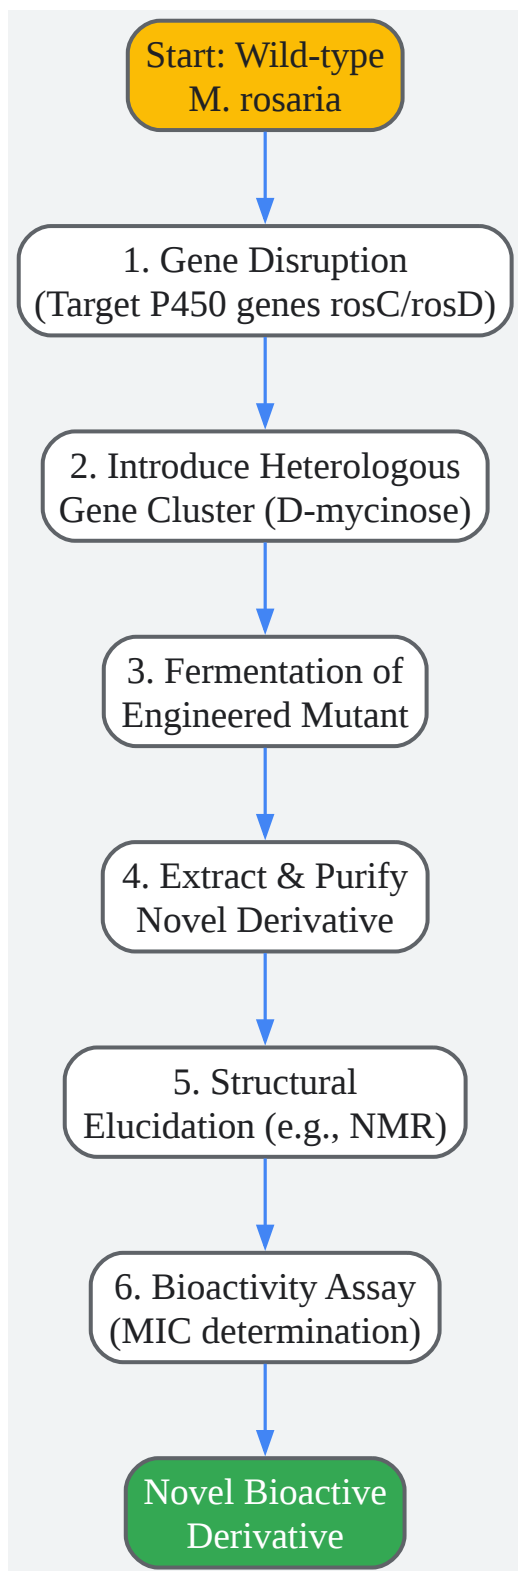 Start: Wild-type
M. rosaria
1. Gene Disruption
(Target P450 genes rosC/rosD)
2. Introduce Heterologous
Gene Cluster (D-mycinose)
3. Fermentation of
Engineered Mutant
4. Extract & Purify
Novel Derivative
5. Structural
Elucidation (e.g., NMR)
6. Bioactivity Assay
(MIC determination)
Novel Bioactive
Derivative